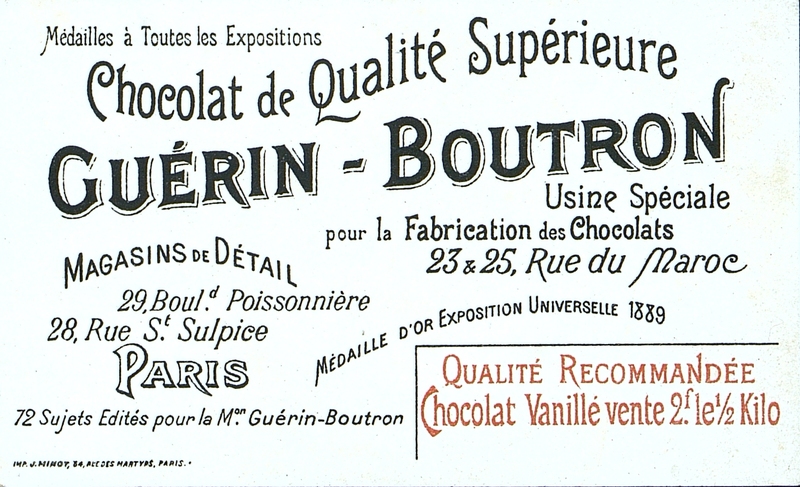 Médailles à Toutes les Expositions
Chocolat de Qualité Supérieure
GUÉRIN - BOUTRON
Usine Spéciale
pour la Fabrication des Chocolats
23 & 25, Rue du Maroc
MAGASINS DE DÉTAIL
29, Boul.d Poissonnière
28, Rue St. Sulpice
PARIS
MÉDAILLE D'OR EXPOSITION UNIVERSELLE 1889
72 Sujets Edités pour la Mon Guérin-Boutron
QUALITÉ RECOMMANDÉE
Chocolat Vanillé vente 2f. le ½ Kilo
IMP. J. MINOT, 34, RUE DES MARTYRS, PARIS.